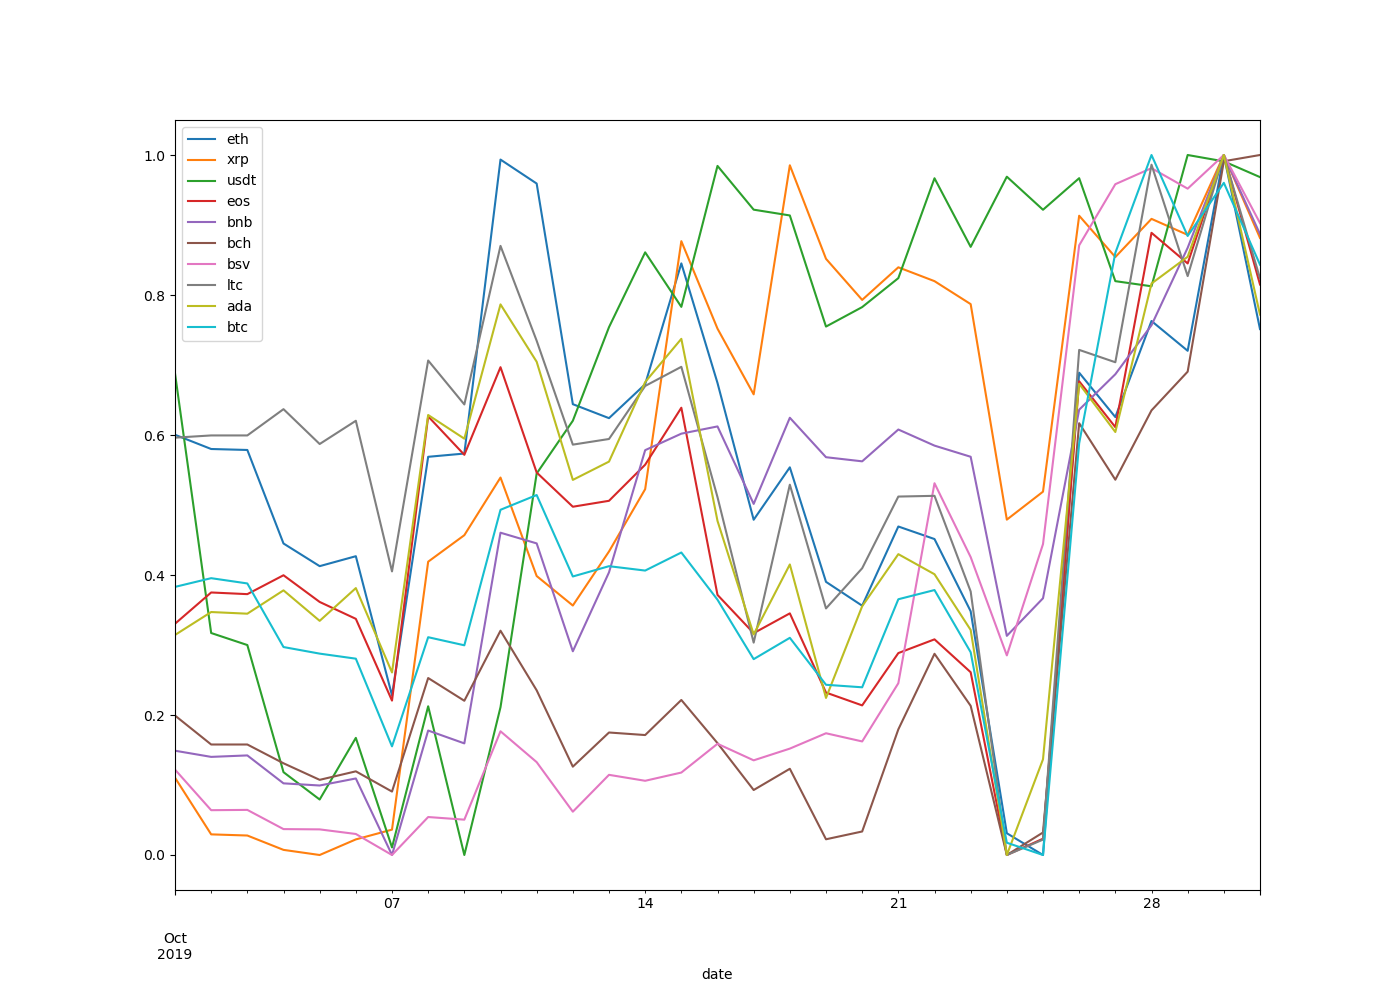 1.0
0.8
0.6
0.4
0.2
0.0
eth
xrp
usdt
eos
bnb
bch
bsv
ltc
ada
btc
07 14 21 28
Oct
2019
date